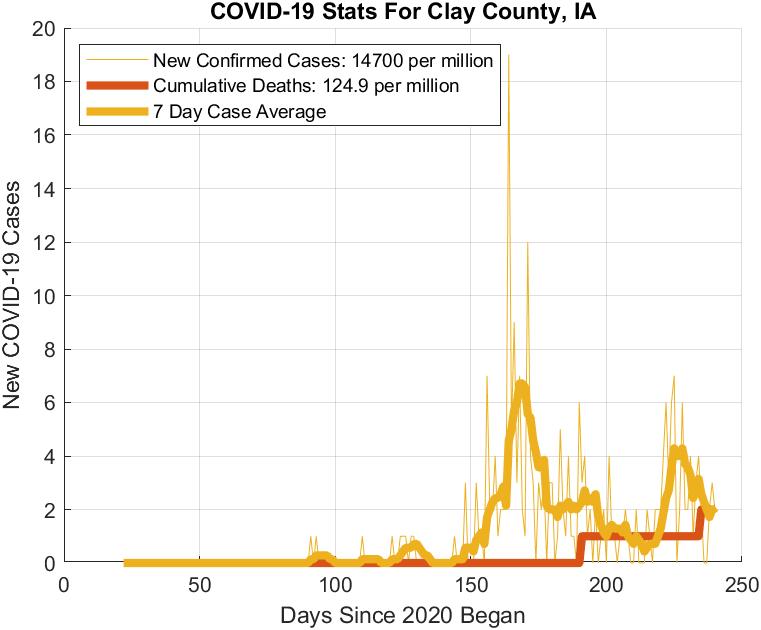 COVID-19 Stats For Clay County, IA
New Confirmed Cases: 14700 per million
Cumulative Deaths: 124.9 per million
7 Day Case Average
New COVID-19 Cases
20
18
16
14
12
10
8
6
4
2
0
0 50 100 150 200 250
Days Since 2020 Began